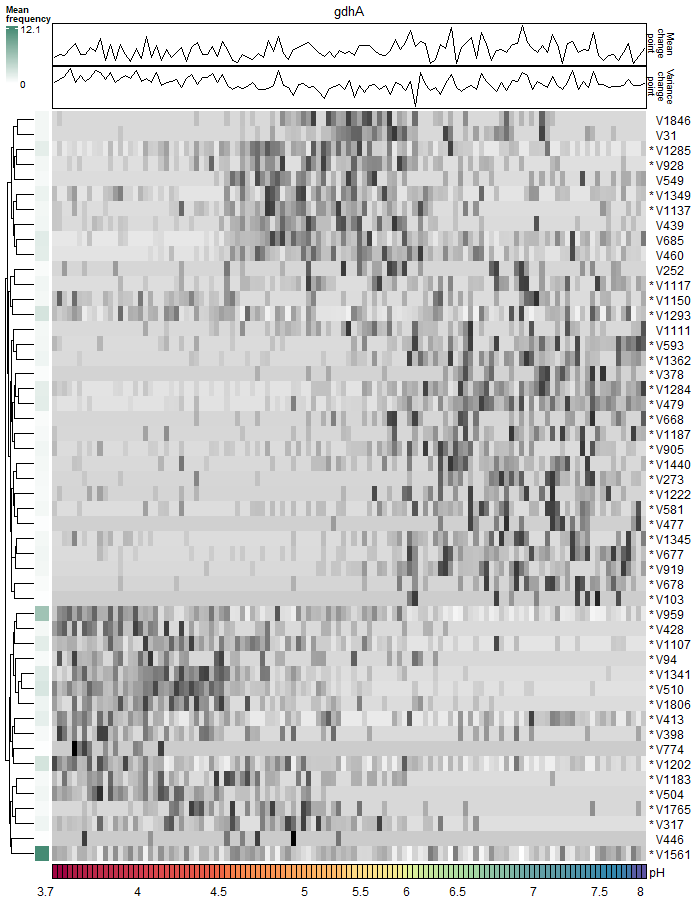 gdhA
Mean
frequency
12.1
0
Mean
change
point
Variance
change
point
V1846
V31
* V1285
* V928
V549
* V1349
* V1137
V439
V685
V460
V252
* V1117
* V1150
* V1293
V1111
* V593
* V1362
* V378
* V1284
* V479
* V668
* V1187
* V905
* V1440
* V273
* V1222
* V581
* V477
* V1345
* V677
* V919
* V678
* V103
* V959
* V428
* V1107
* V94
* V1341
* V510
* V1806
* V413
* V398
* V774
* V1202
* V1183
* V504
* V1765
* V317
V446
* V1561
pH
3.7 4 4.5 5 5.5 6 6.5 7 7.5 8